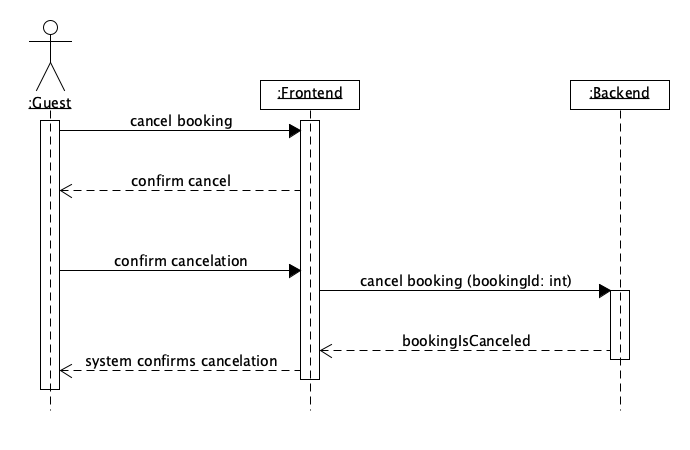 :Guest
:Frontend
:Backend
cancel booking
confirm cancel
confirm cancelation
cancel booking (bookingId: int)
bookingIsCanceled
system confirms cancelation